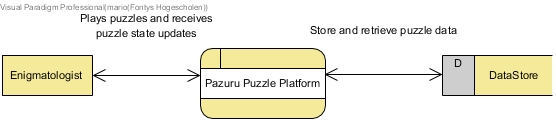 Visual Paradigm Professional(mario(Fontys Hogescholen))
Plays puzzles and receives
puzzle state updates
Store and retrieve puzzle data
Enigmatologist
Pazuru Puzzle Platform
D
DataStore